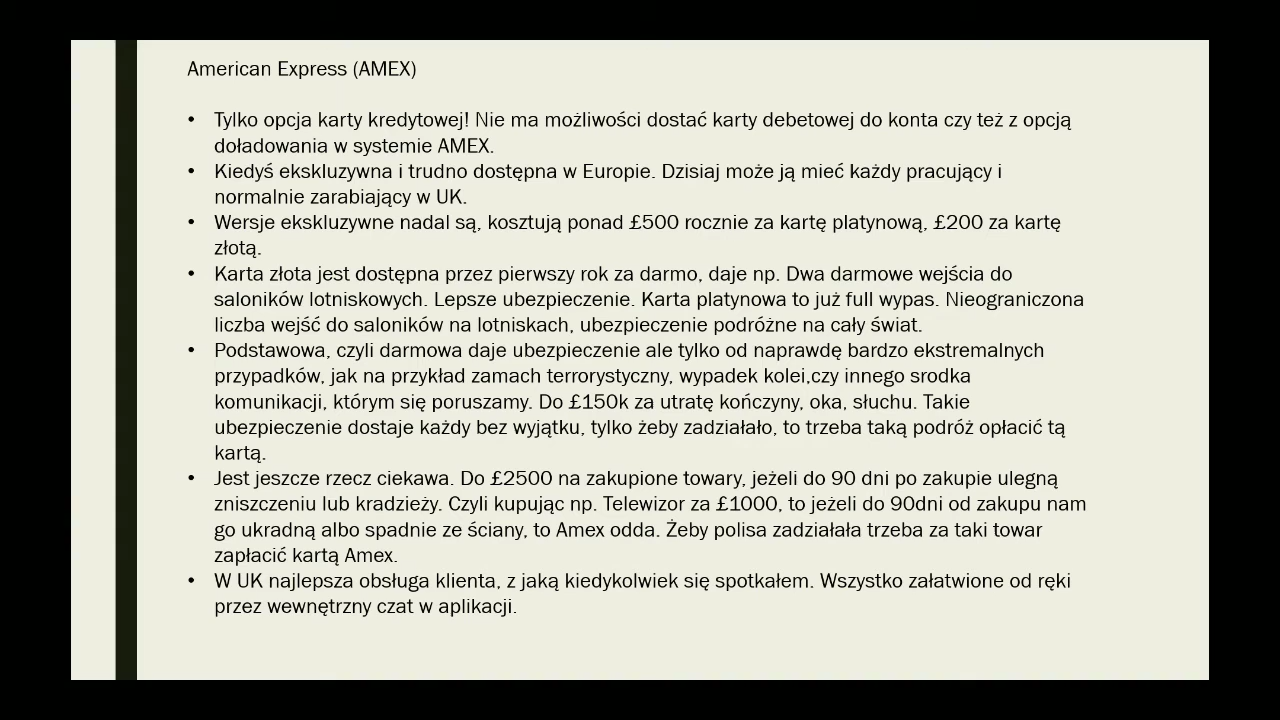 American Express (AMEX)
• Tylko opcja karty kredytowej! Nie ma możliwości dostać karty debetowej do konta czy też z opcją
doładowania w systemie AMEX.
• Kiedyś ekskluzywna i trudno dostępna w Europie. Dzisiaj może ją mieć każdy pracujący i
normalnie zarabiający w UK.
• Wersje ekskluzywne nadal są, kosztują ponad £500 rocznie za kartę platynową, £200 za kartę
złotą.
• Karta złota jest dostępna przez pierwszy rok za darmo, daje np. Dwa darmowe wejścia do
saloników lotniskowych. Lepsze ubezpieczenie. Karta platynowa to już full wypas. Nieograniczona
liczba wejść do saloników na lotniskach, ubezpieczenie podróżne na cały świat.
• Podstawowa, czyli darmowa daje ubezpieczenie ale tylko od naprawdę bardzo ekstremalnych
przypadków, jak na przykład zamach terrorystyczny, wypadek kolei,czy innego srodka
komunikacji, którym się poruszamy. Do £150k za utratę kończyny, oka, słuchu. Takie
ubezpieczenie dostaje każdy bez wyjątku, tylko żeby zadziałało, to trzeba taką podróż opłacić tą
kartą.
• Jest jeszcze rzecz ciekawa. Do £2500 na zakupione towary, jeżeli do 90 dni po zakupie ulegną
zniszczeniu lub kradzieży. Czyli kupując np. Telewizor za £1000, to jeżeli do 90dni od zakupu nam
go ukradną albo spadnie ze ściany, to Amex odda. Żeby polisa zadziałała trzeba za taki towar
zapłacić kartą Amex.
• W UK najlepsza obsługa klienta, z jaką kiedykolwiek się spotkałem. Wszystko załatwione od ręki
przez wewnętrzny czat w aplikacji.